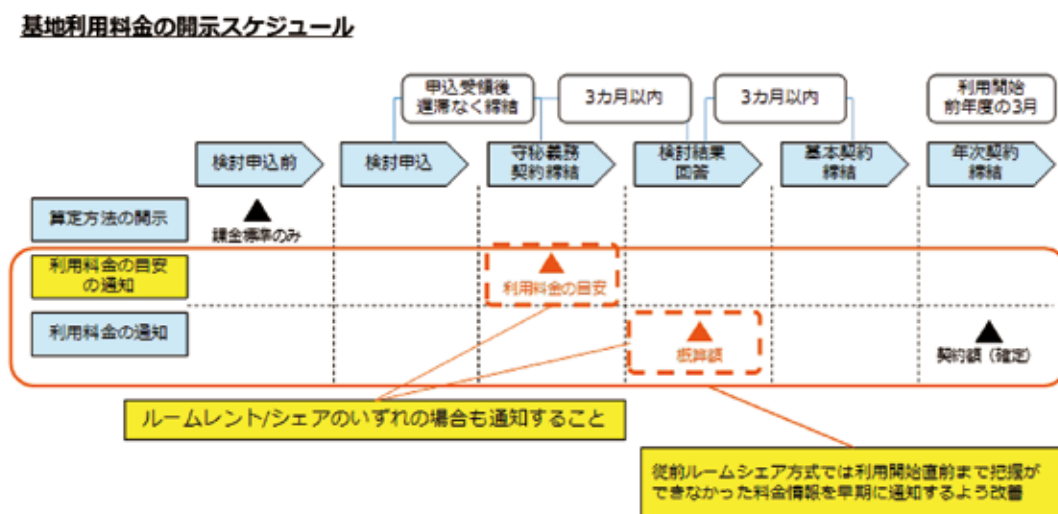 基地利用料金の開示スケジュール
申込受領後
遅滞なく締結
3カ月以内
3カ月以内
利用開始
前年度の3月
検討申込前
検討申込
守秘義務
契約締結
検討結果
回答
基本契約
締結
年次契約
締結
算定方法の開示
▲
課金標準のみ
利用料金の目安
の通知
▲
利用料金の目安
利用料金の通知
▲
概算額
▲
契約額（確定）
ルームレント/シェアのいずれの場合も通知すること
従前ルームシェア方式では利用開始直前まで把握が
できなかった料金情報を早期に通知するよう改善